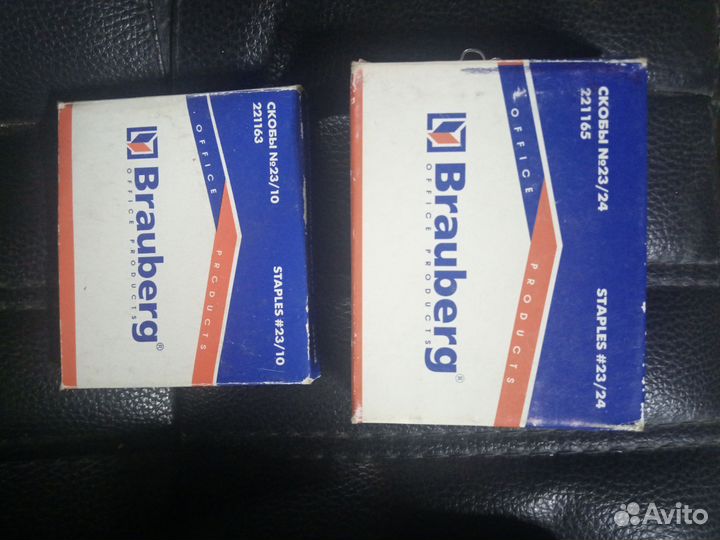 СКОБЫ №23/10
221163
STAPLES #23/10
OFFICE PRODUCTS
Brauberg®
OFFICE PRODUCTS
СКОБЫ №23/24
221165
STAPLES #23/24
OFFICE PRODUCTS
Brauberg®
OFFICE PRODUCTS
Avito